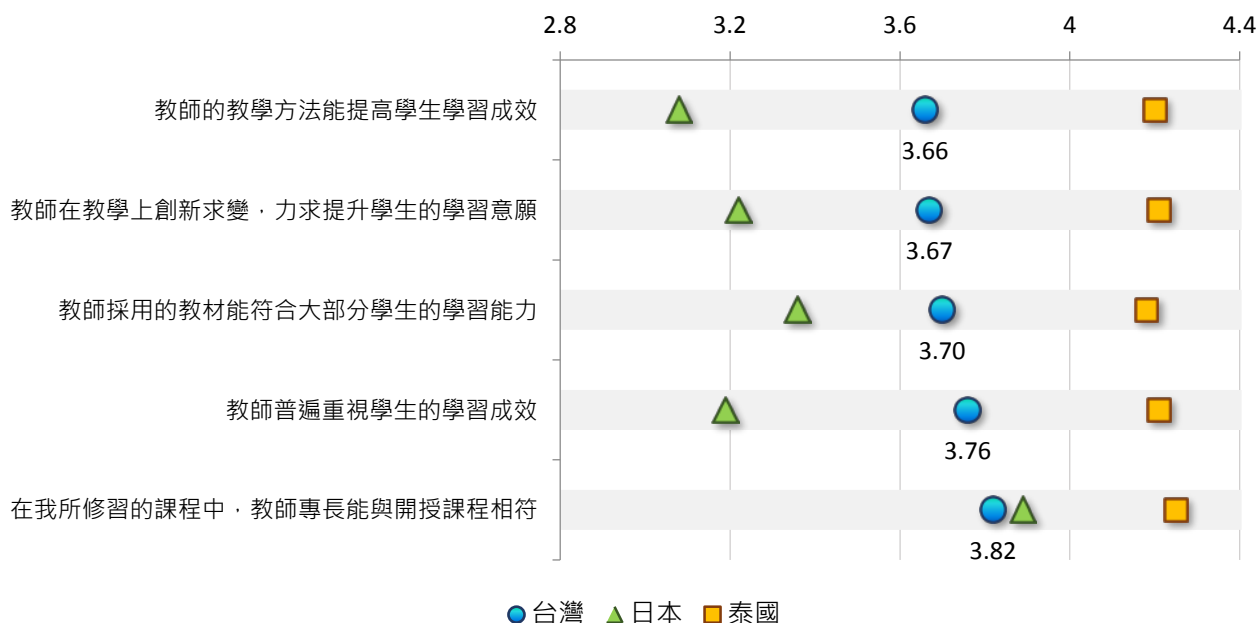 2.8 3.2 3.6 4 4.4
教師的教學方法能提高學生學習成效
3.66
教師在教學上創新求變，力求提升學生的學習意願
3.67
教師採用的教材能符合大部分學生的學習能力
3.70
教師普遍重視學生的學習成效
3.76
在我所修習的課程中，教師專長能與開授課程相符
3.82
台灣 日本 泰國